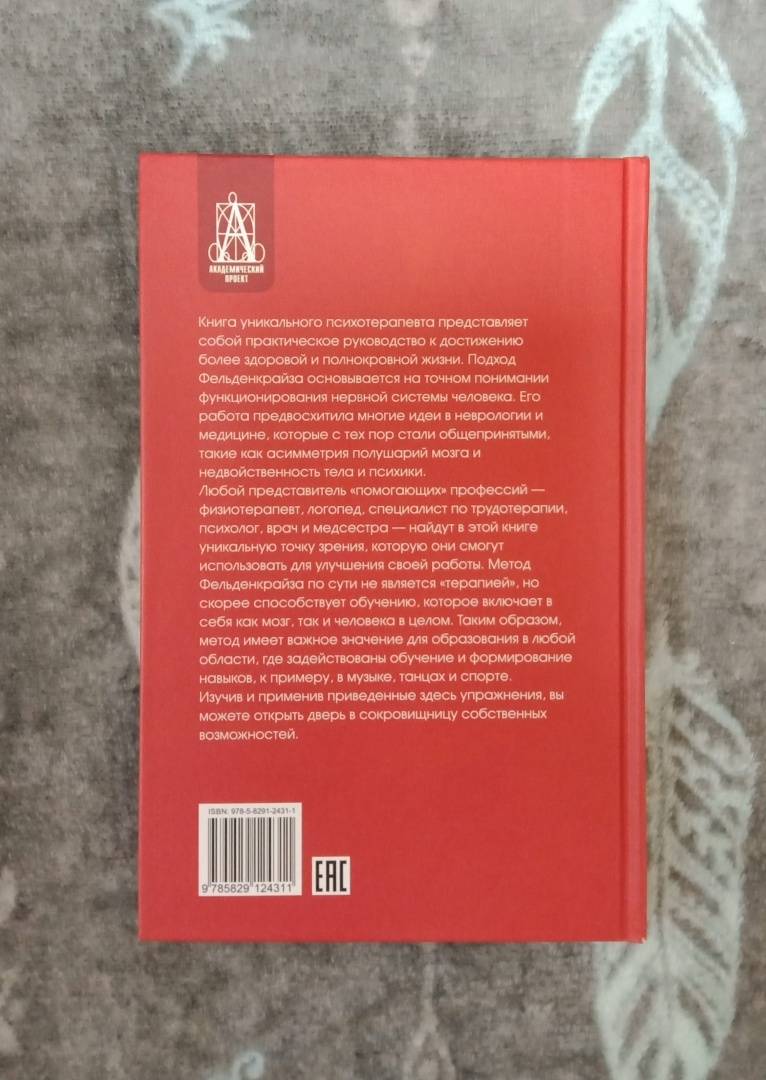 АКАДЕМИЧЕСКИЙ
ПРОЕКТ
Книга уникального психотерапевта представляет
собой практическое руководство к достижению
более здоровой и полнокровной жизни. Подход
Фельденкрайза основывается на точном понимании
функционирования нервной системы человека. Его
работа предвосхитила многие идеи в неврологии и
медицине, которые с тех пор стали общепринятыми,
такие как асимметрия полушарий мозга и
недвойственность тела и психики.
Любой представитель «помогающих» профессий —
физиотерапевт, логопед, специалист по трудотерапии,
психолог, врач и медсестра — найдут в этой книге
уникальную точку зрения, которую они смогут
использовать для улучшения своей работы. Метод
Фельденкрайза по сути не является «терапией», но
скорее способствует обучению, которое включает в
себя как мозг, так и человека в целом. Таким образом,
метод имеет важное значение для образования в любой
области, где задействованы обучение и формирование
навыков, к примеру, в музыке, танцах и спорте.
Изучив и применив приведенные здесь упражнения, вы
можете открыть дверь в сокровищницу собственных
возможностей.
ISBN: 978-5-8291-2431-1
9 785829 124311
ЕАС